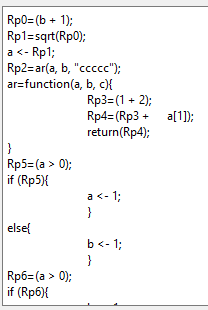 Rp0=(b + 1);
Rp1=sqrt(Rp0);
a <- Rp1;
Rp2=ar(a, b, "ccccc");
ar=function(a, b, c){
Rp3=(1 + 2);
Rp4=(Rp3 + a[1]);
return(Rp4);
}
Rp5=(a > 0);
if (Rp5){
a <- 1;
}
else{
b <- 1;
}
Rp6=(a > 0);
if (Rp6){